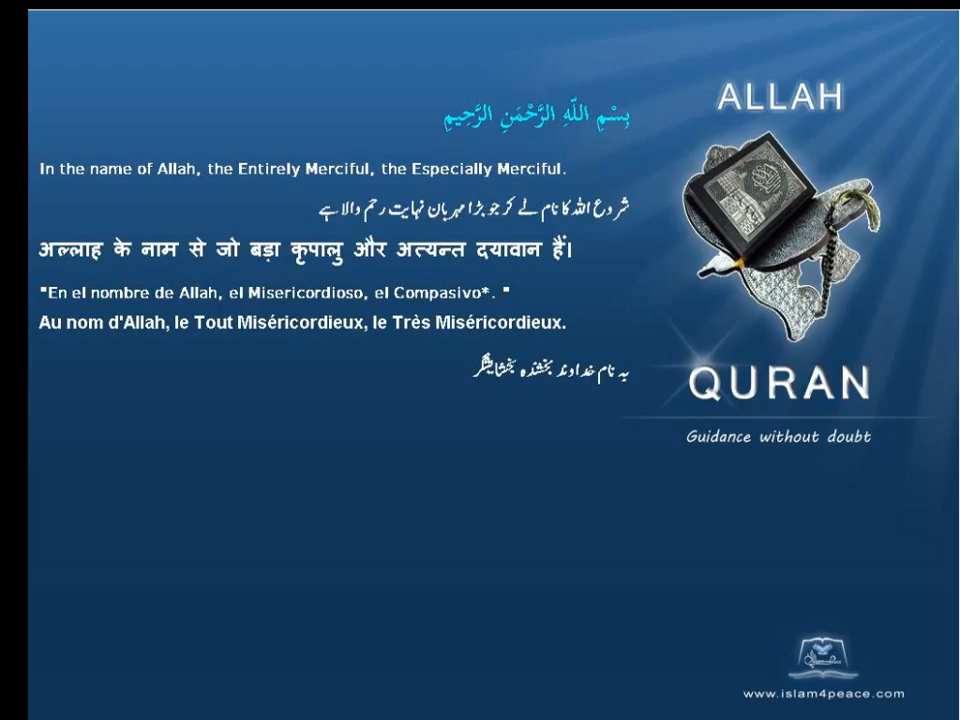 بِسْمِ اللَّهِ الرَّحْمَنِ الرَّحِيمِ
In the name of Allah, the Entirely Merciful, the Especially Merciful.
شروع الله کا نام لے کر جو بڑا مہربان نہایت رحم والا ہے
अल्लाह के नाम से जो बड़ा कृपालु और अत्यन्त दयावान हैं।
"En el nombre de Allah, el Misericordioso, el Compasivo*. "
Au nom d'Allah, le Tout Miséricordieux, le Très Miséricordieux.
به نام خداوند بخشنده بخشایشگر
ALLAH
QURAN
Guidance without doubt
www.islam4peace.com